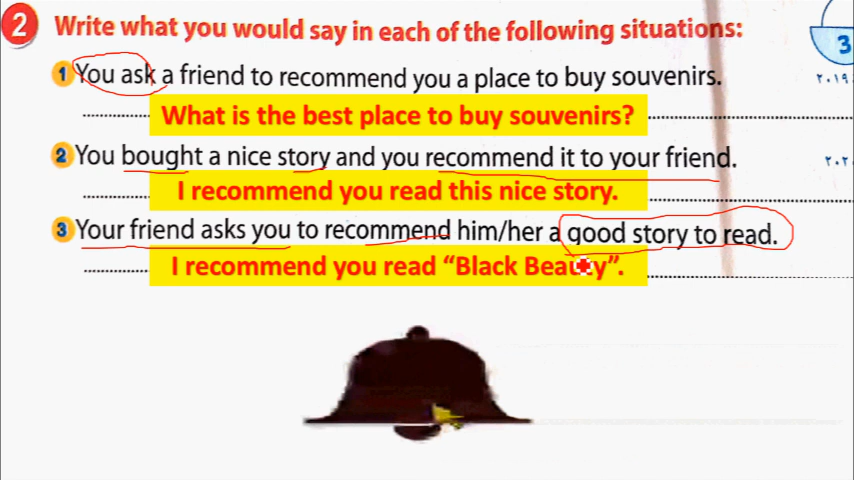 2 Write what you would say in each of the following situations:
3
1 You ask a friend to recommend you a place to buy souvenirs.
٢٠١٩
What is the best place to buy souvenirs?
2 You bought a nice story and you recommend it to your friend.
I recommend you read this nice story.
3 Your friend asks you to recommend him/her a good story to read.
I recommend you read “Black Beauty”.